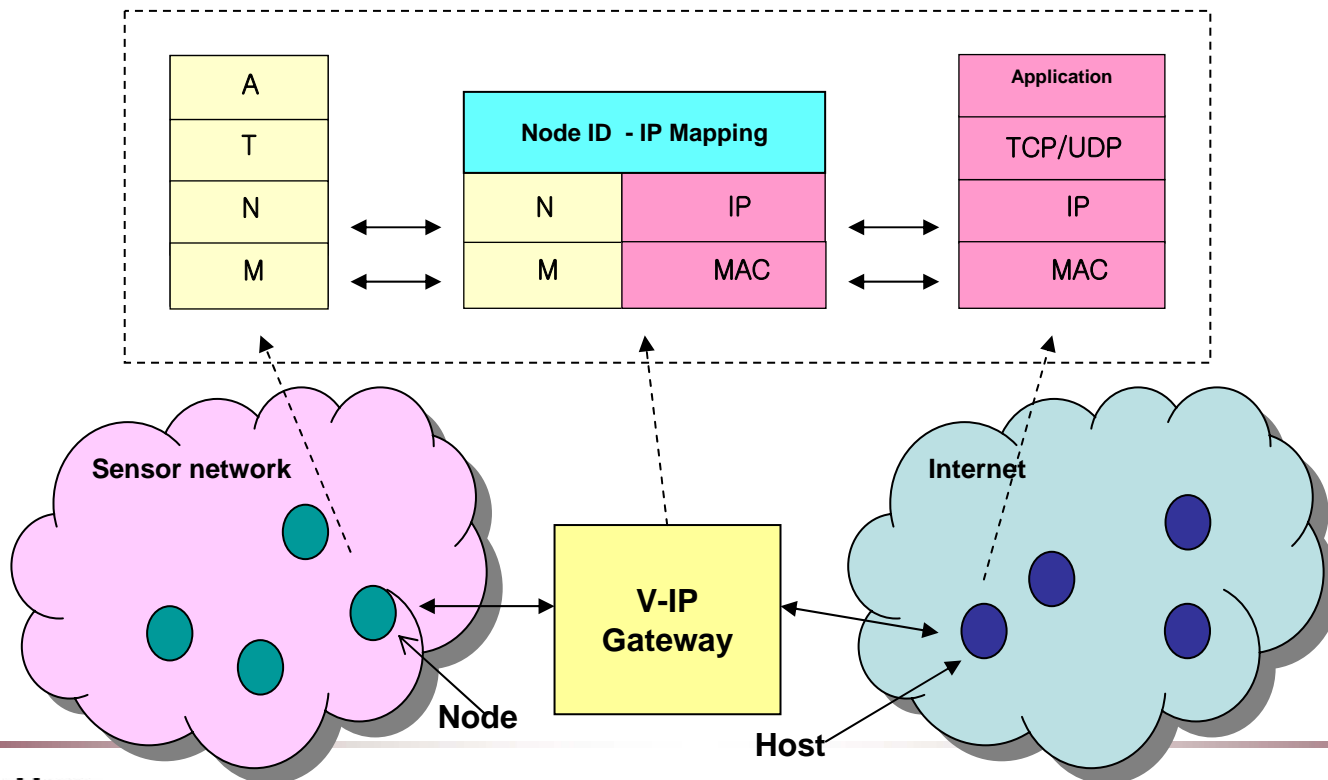 A
T
N
M
Node ID - IP Mapping
N IP
M MAC
Application
TCP/UDP
IP
MAC
Sensor network
Internet
V-IP
Gateway
Node
Host